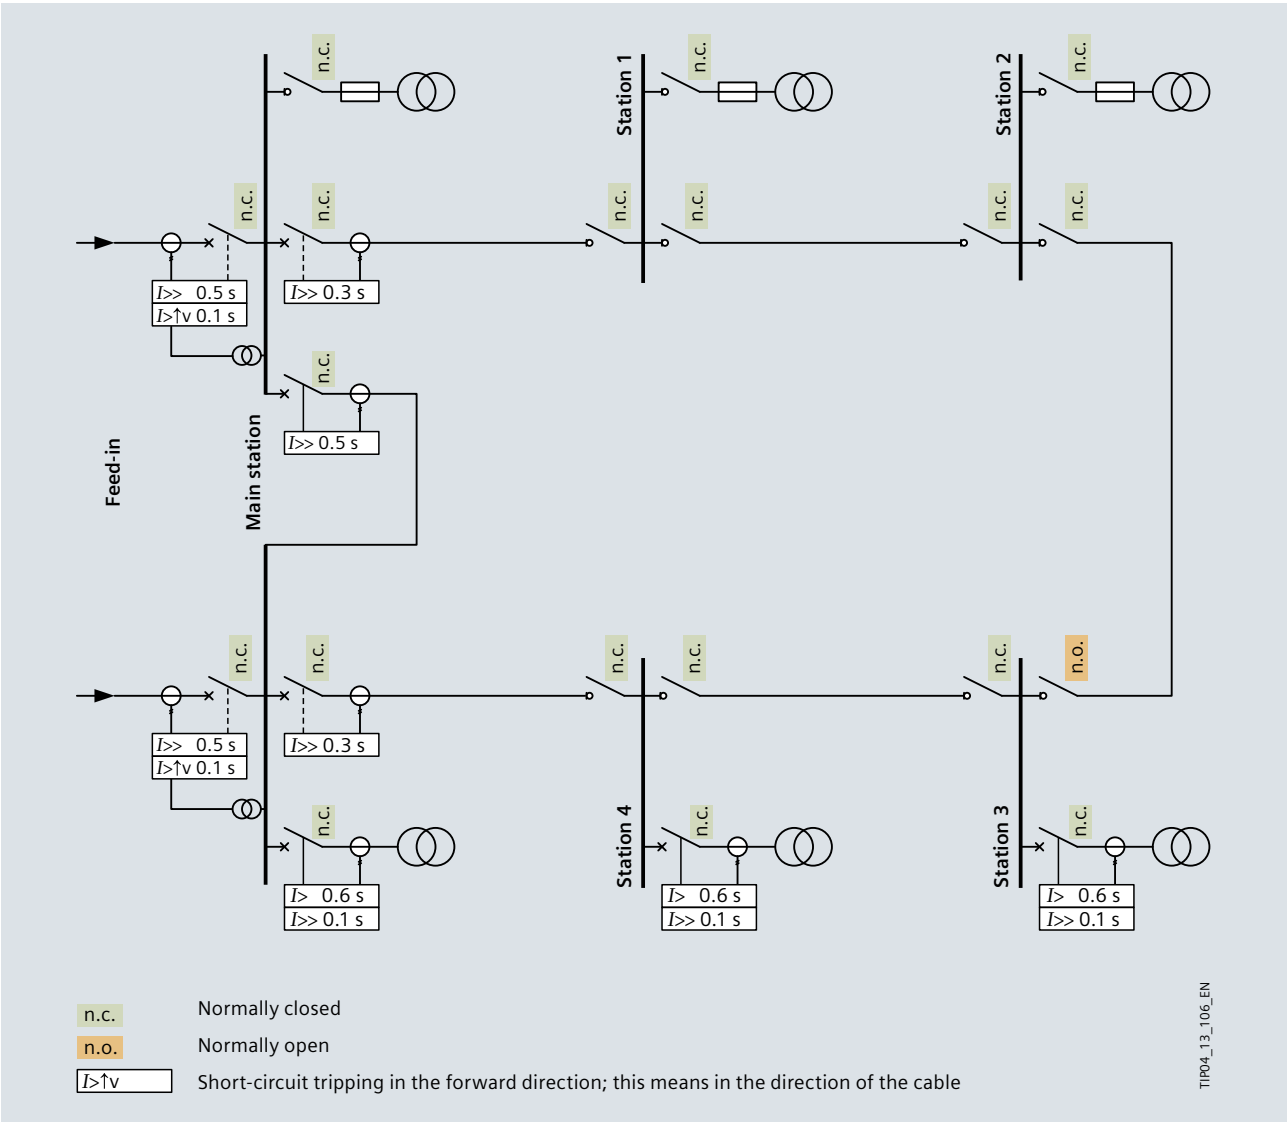 n.c.
n.c.
n.c.
Station 1
Station 2
n.c.
n.c.
n.c.
n.c.
n.c.
n.c.
I>> 0.5 s
I>↑v 0.1 s
I>> 0.3 s
n.c.
I>> 0.5 s
Feed-in
Main station
n.c.
n.c.
n.c.
n.c.
n.c.
n.o.
I>> 0.5 s
I>↑v 0.1 s
I>> 0.3 s
n.c.
n.c.
n.c.
Station 4
Station 3
I> 0.6 s
I>> 0.1 s
I> 0.6 s
I>> 0.1 s
I> 0.6 s
I>> 0.1 s
n.c. Normally closed
n.o. Normally open
I>↑v Short-circuit tripping in the forward direction; this means in the direction of the cable
TIP04_13_106_EN